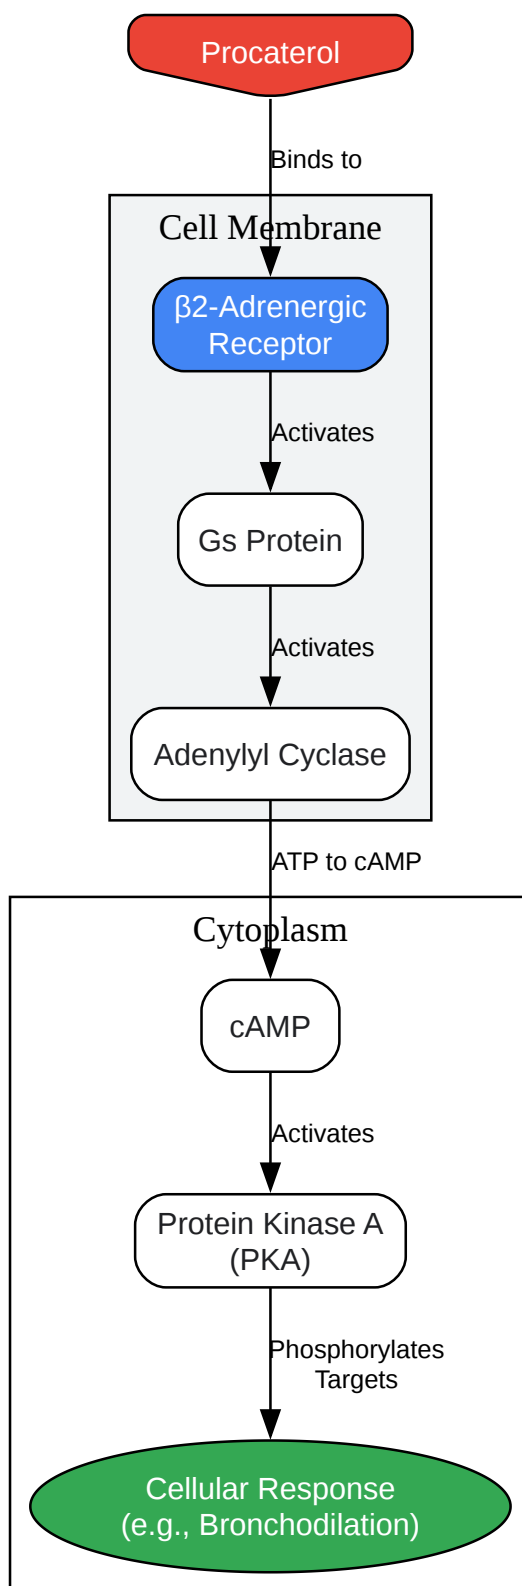 Procaterol
Binds to
Cell Membrane
β2-Adrenergic
Receptor
Activates
Gs Protein
Activates
Adenylyl Cyclase
ATP to cAMP
Cytoplasm
cAMP
Activates
Protein Kinase A
(PKA)
Phosphorylates
Targets
Cellular Response
(e.g., Bronchodilation)